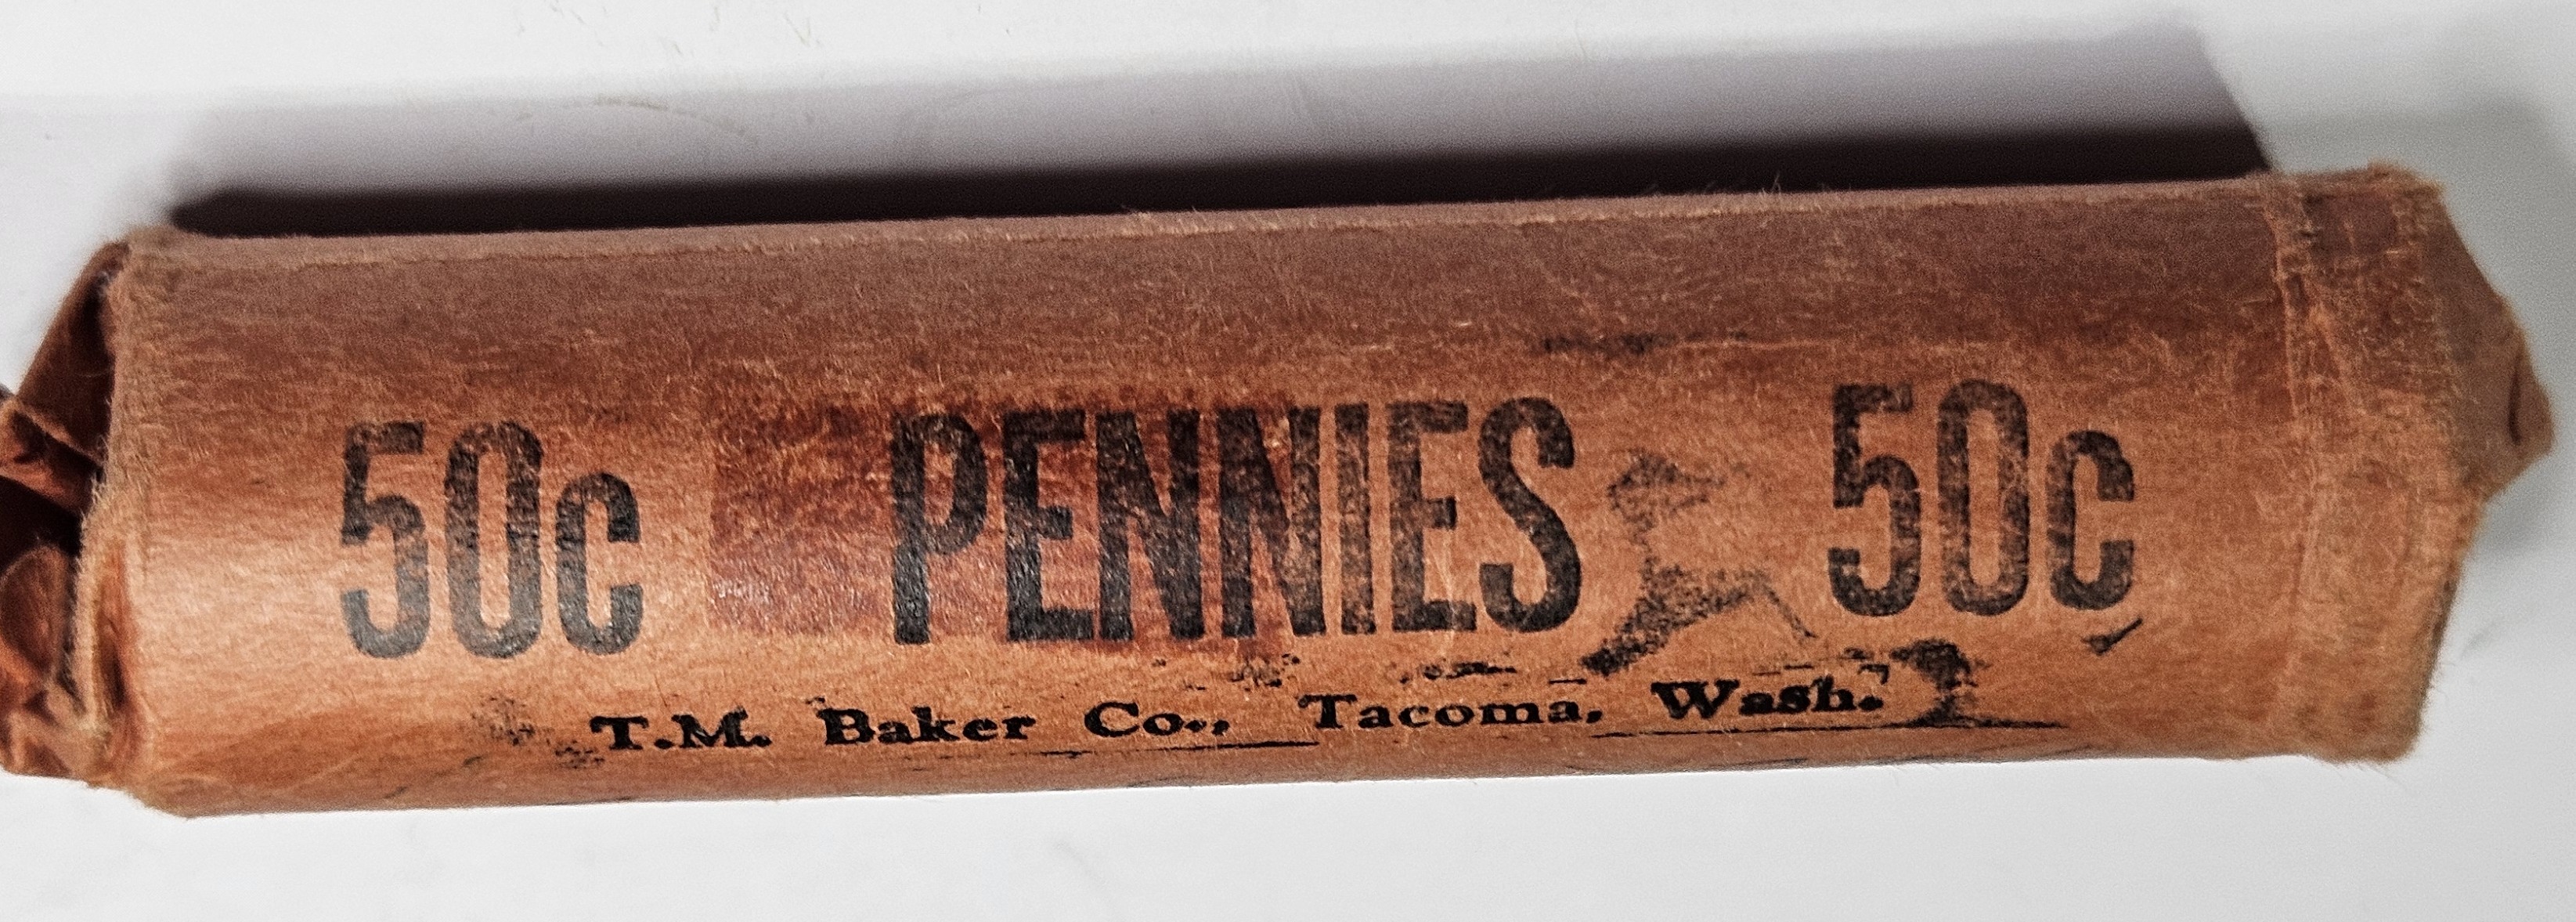 50c PENNIES 50c
T.M. Baker Co., Tacoma, Wash.